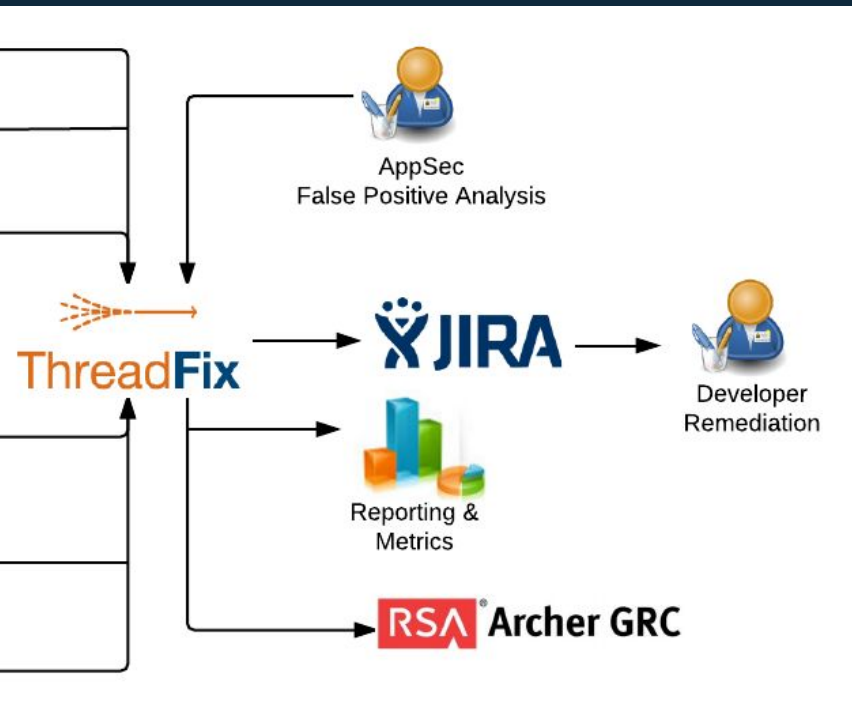 AppSec
False Positive Analysis
ThreadFix
JIRA
Developer
Remediation
Reporting &
Metrics
RSA® Archer GRC